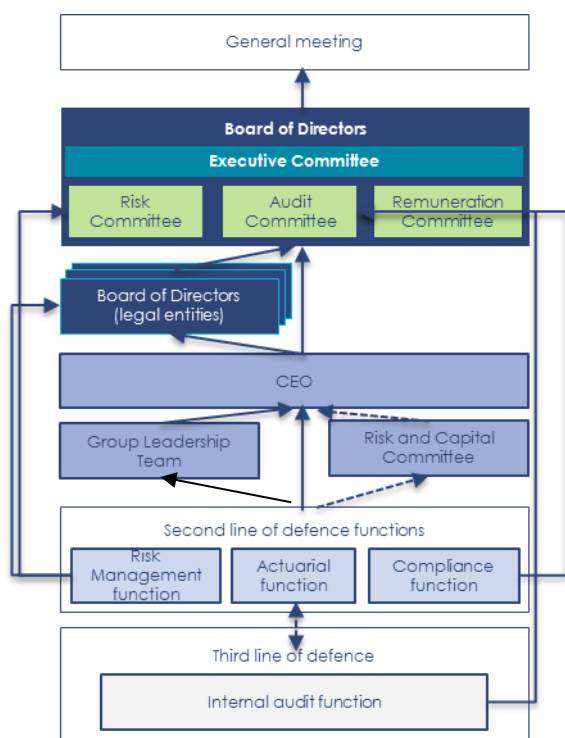 General meeting
Board of Directors
Executive Committee
Risk
Committee
Audit
Committee
Remuneration
Committee
Board of Directors
(legal entities)
CEO
Group Leadership
Team
Risk and Capital
Committee
Second line of defence functions
Risk
Management
function
Actuarial
function
Compliance
function
Third line of defence
Internal audit function